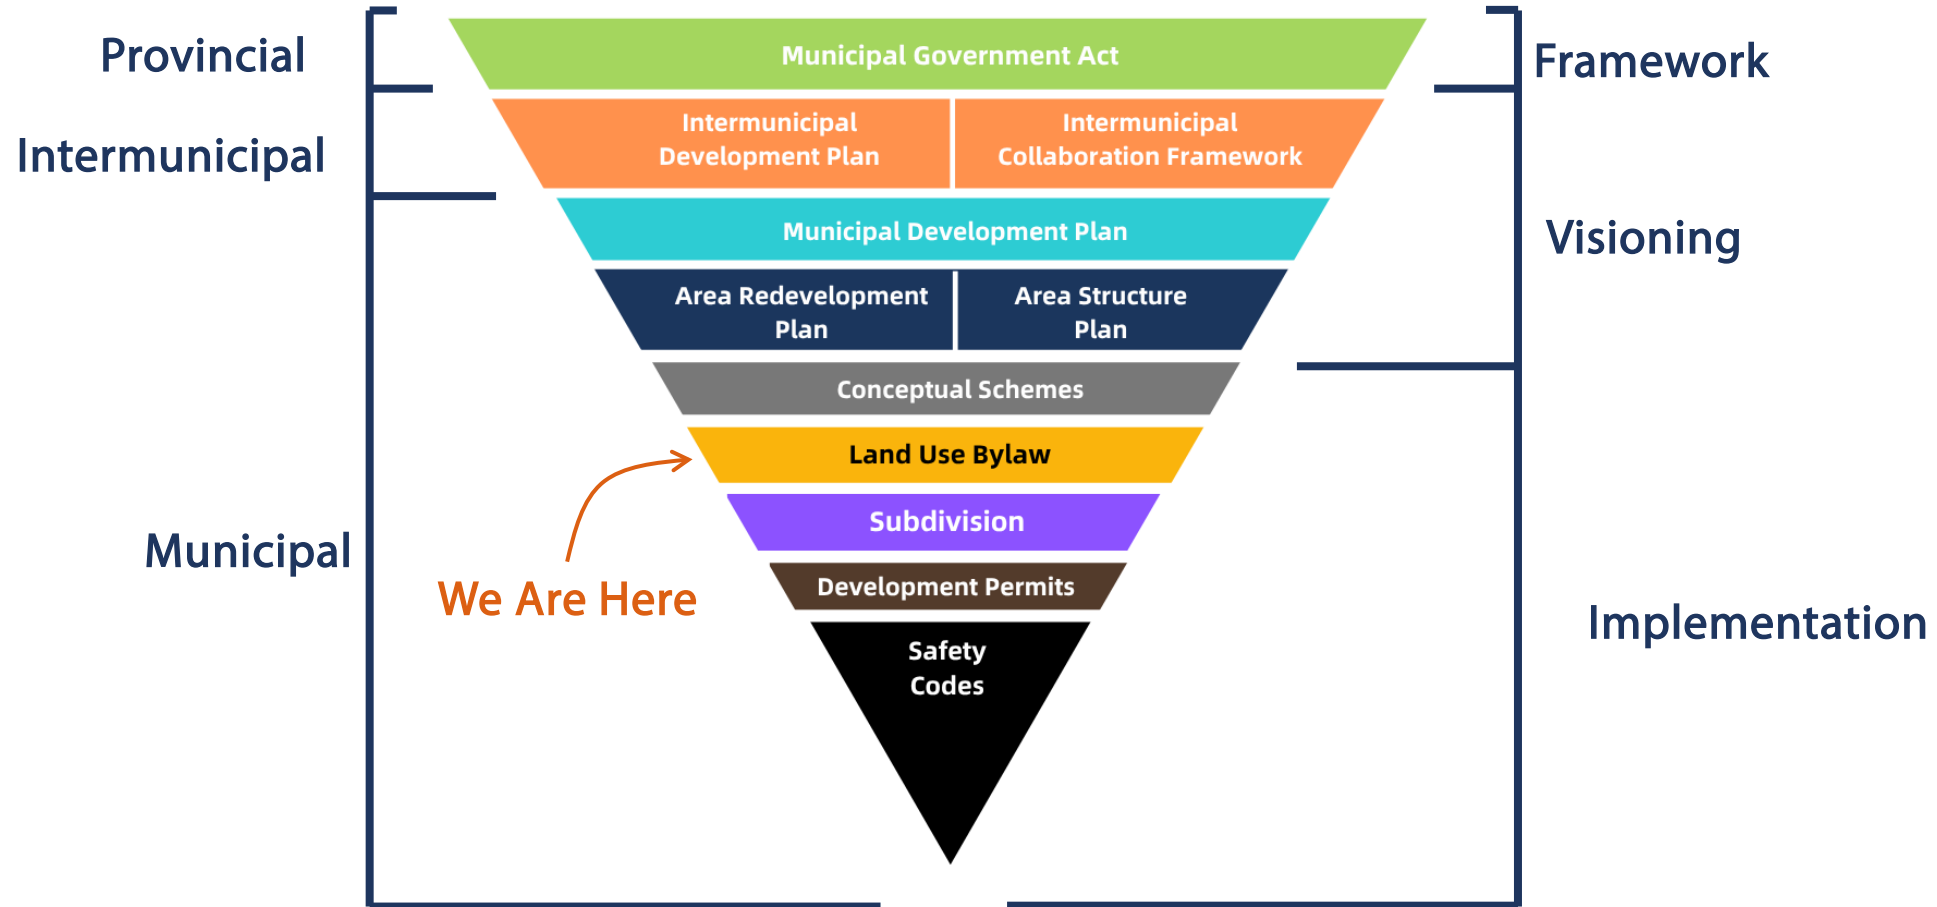 Provincial
Intermunicipal
Municipal
Municipal Government Act
Intermunicipal
Development Plan
Intermunicipal
Collaboration Framework
Municipal Development Plan
Area Redevelopment
Plan
Area Structure
Plan
Conceptual Schemes
Land Use Bylaw
Subdivision
Development Permits
Safety
Codes
We Are Here
Framework
Visioning
Implementation